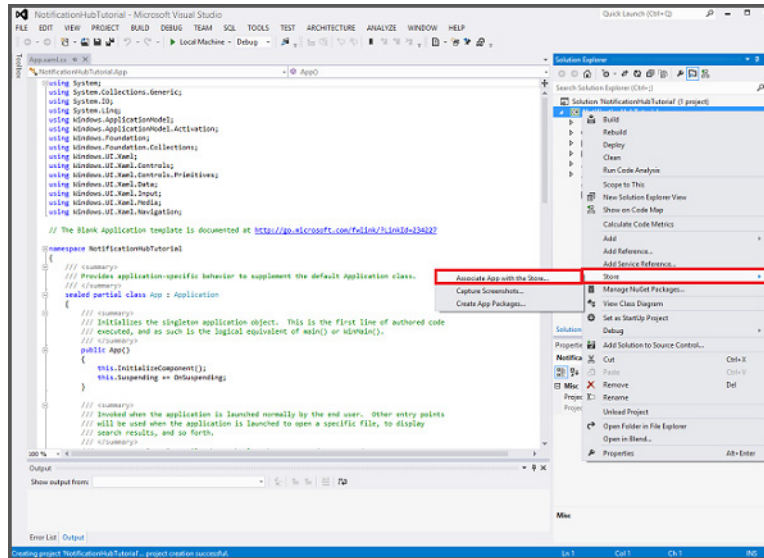 NotificationHubTutorial - Microsoft Visual Studio
Quick Launch (Ctrl+Q)
FILE EDIT VIEW PROJECT BUILD DEBUG TEAM SQL TOOLS TEST ARCHITECTURE ANALYZE WINDOW HELP
Local Machine Debug
Toolbox
App.xaml.cs
NotificationHubTutorial.App
App()
using System;
using System.Collections.Generic;
using System.IO;
using System.Linq;
using Windows.ApplicationModel;
using Windows.ApplicationModel.Activation;
using Windows.Foundation;
using Windows.Foundation.Collections;
using Windows.UI.Xaml;
using Windows.UI.Xaml.Controls;
using Windows.UI.Xaml.Controls.Primitives;
using Windows.UI.Xaml.Data;
using Windows.UI.Xaml.Input;
using Windows.UI.Xaml.Media;
using Windows.UI.Xaml.Navigation;
// The Blank Application template is documented at http://go.microsoft.com/fwlink/?LinkId=234227
namespace NotificationHubTutorial
{
/// <summary>
/// Provides application-specific behavior to supplement the default Application class.
/// </summary>
sealed partial class App : Application
{
/// <summary>
/// Initializes the singleton application object. This is the first line of authored code
/// executed, and as such is the logical equivalent of main() or WinMain().
/// </summary>
public App()
{
this.InitializeComponent();
this.Suspending += OnSuspending;
}
/// <summary>
/// Invoked when the application is launched normally by the end user. Other entry points
/// will be used when the application is launched to open a specific file, to display
/// search results, and so forth.
/// </summary>
100 %
Output
Show output from:
Error List Output
Creating project 'NotificationHubTutorial'... project creation successful.
Ln 1 Col 1 Ch 1 INS
Solution Explorer
Search Solution Explorer (Ctrl+;)
Solution 'NotificationHubTutorial' (1 project)
Build
Rebuild
Deploy
Clean
Run Code Analysis
Scope to This
New Solution Explorer View
Show on Code Map
Calculate Code Metrics
Add
Add Reference...
Add Service Reference...
Store
Manage NuGet Packages...
View Class Diagram
Set as StartUp Project
Debug
Add Solution to Source Control...
Cut Ctrl+X
Paste Ctrl+V
Remove Del
Rename
Unload Project
Open Folder in File Explorer
Open in Blend...
Properties Alt+Enter
Associate App with the Store...
Capture Screenshots...
Create App Packages...
Solution
Propertie
Notifica
Misc
Projec
Projec
Misc